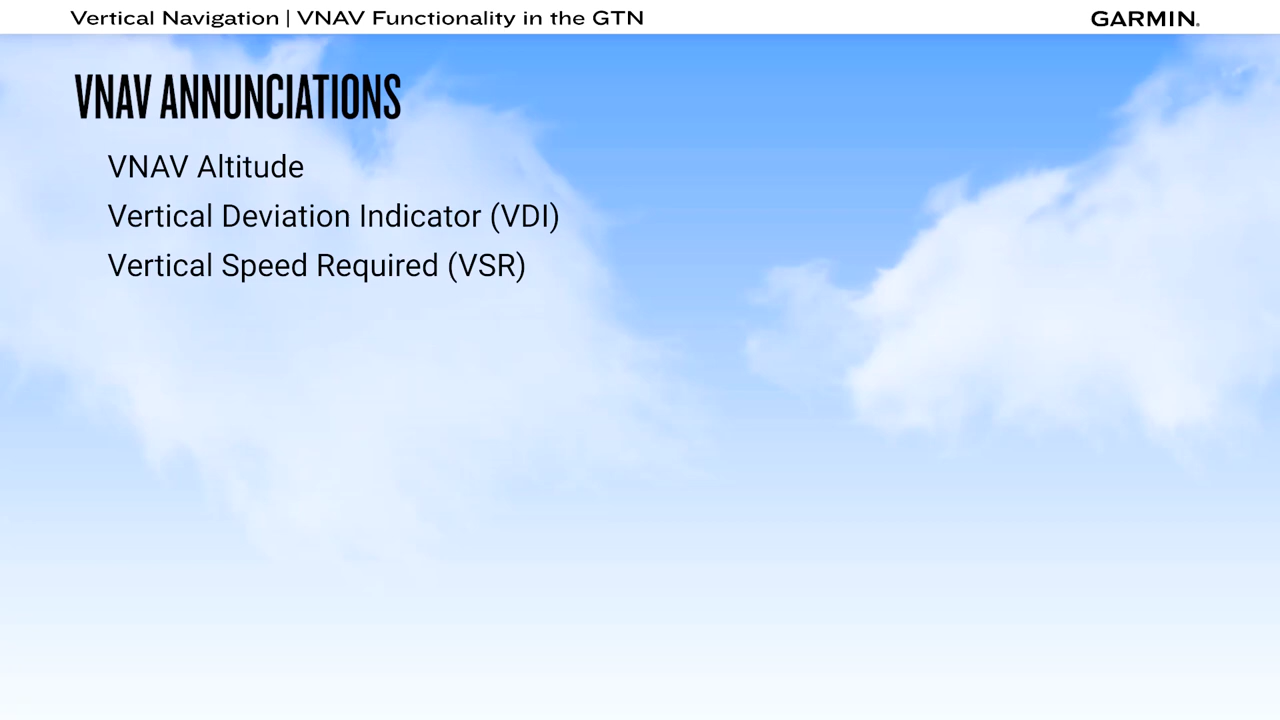 Vertical Navigation | VNAV Functionality in the GTN
GARMIN.
VNAV ANNUNCIATIONS
VNAV Altitude
Vertical Deviation Indicator (VDI)
Vertical Speed Required (VSR)